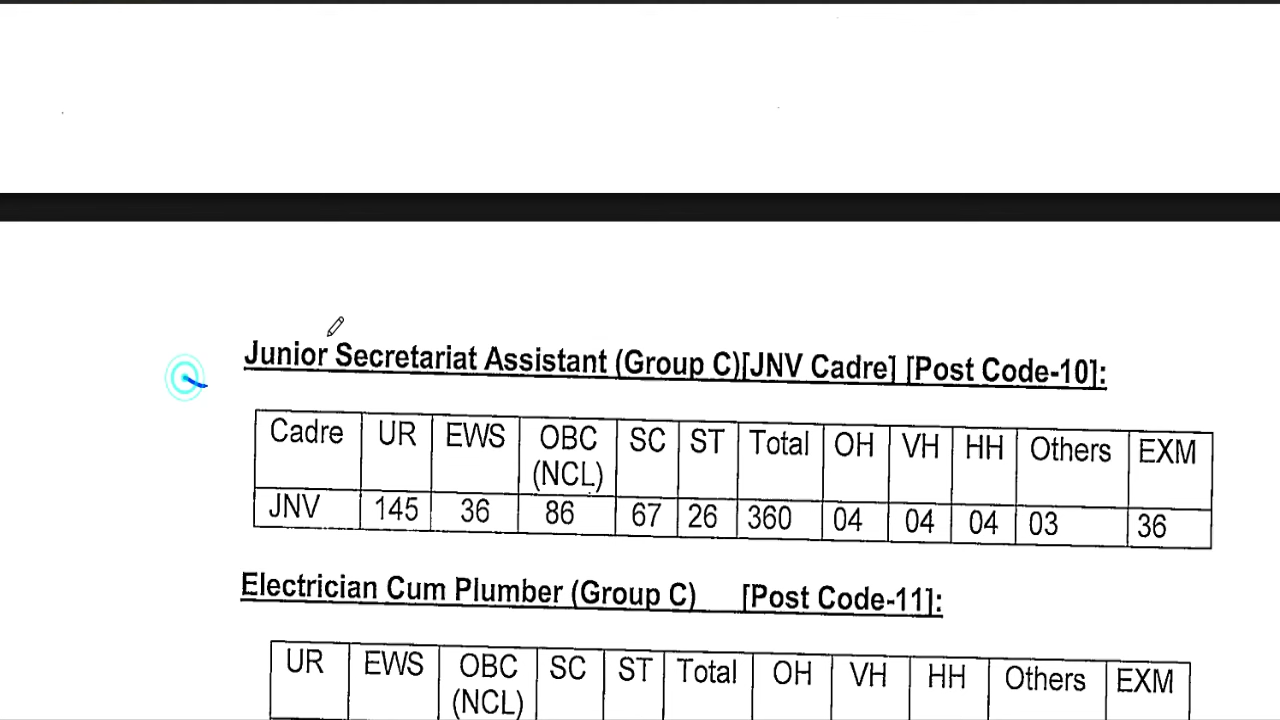 Junior Secretariat Assistant (Group C)[JNV Cadre] [Post Code-10]:
Cadre UR EWS OBC (NCL) SC ST Total OH VH HH Others EXM
JNV 145 36 86 67 26 360 04 04 04 03 36
Electrician Cum Plumber (Group C) [Post Code-11]:
UR EWS OBC (NCL) SC ST Total OH VH HH Others EXM